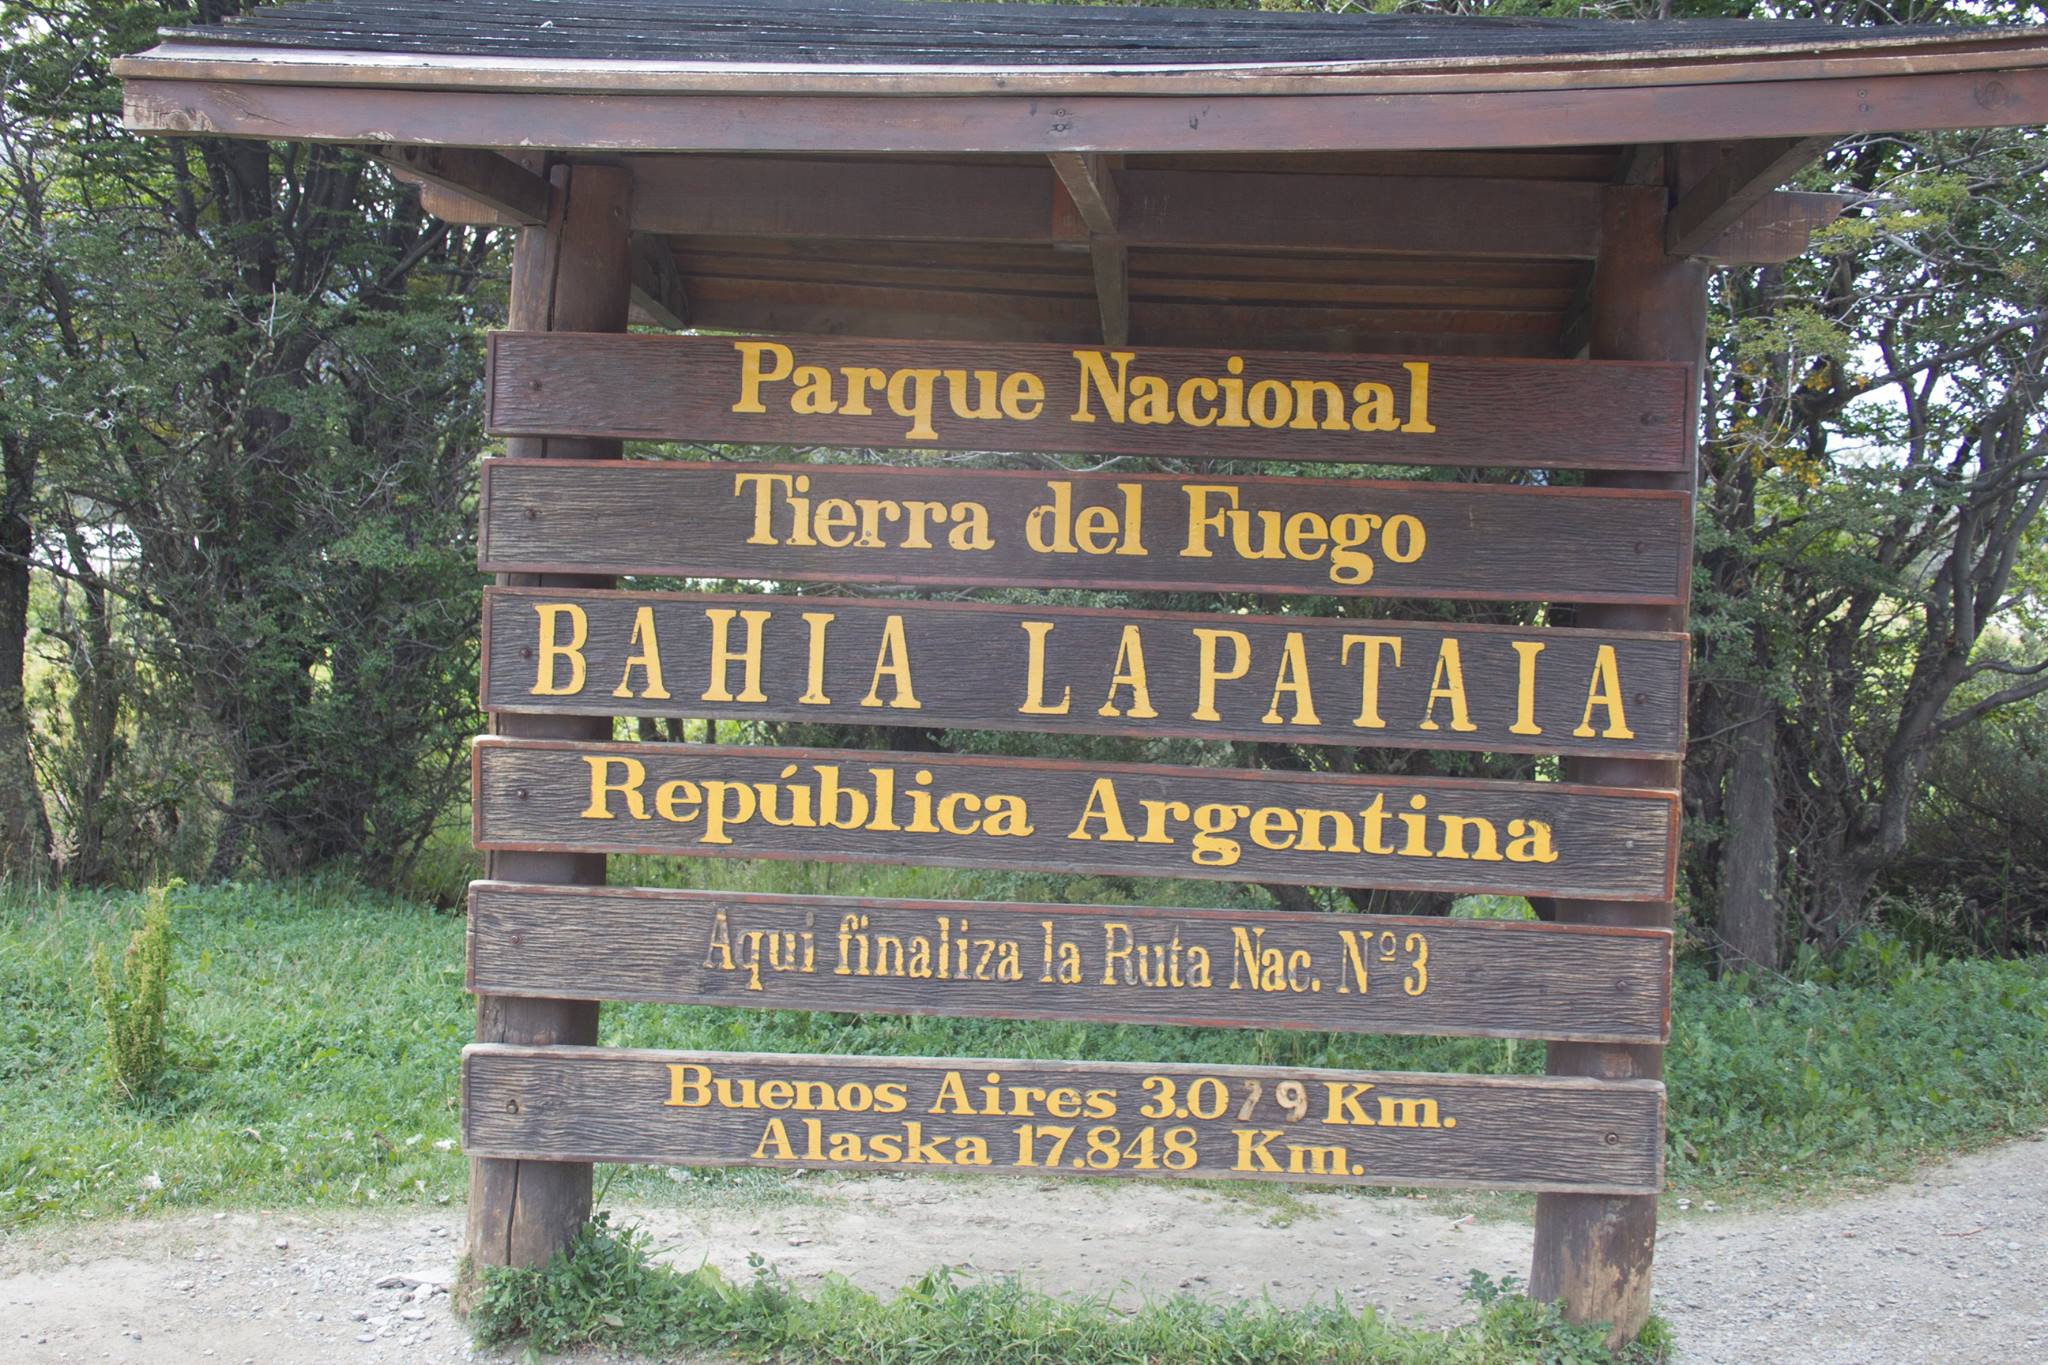 Parque Nacional
Tierra del Fuego
BAHIA LAPATAIA
República Argentina
Aqui finaliza la Ruta Nac. Nº 3
Buenos Aires 3.079 Km.
Alaska 17.848 Km.